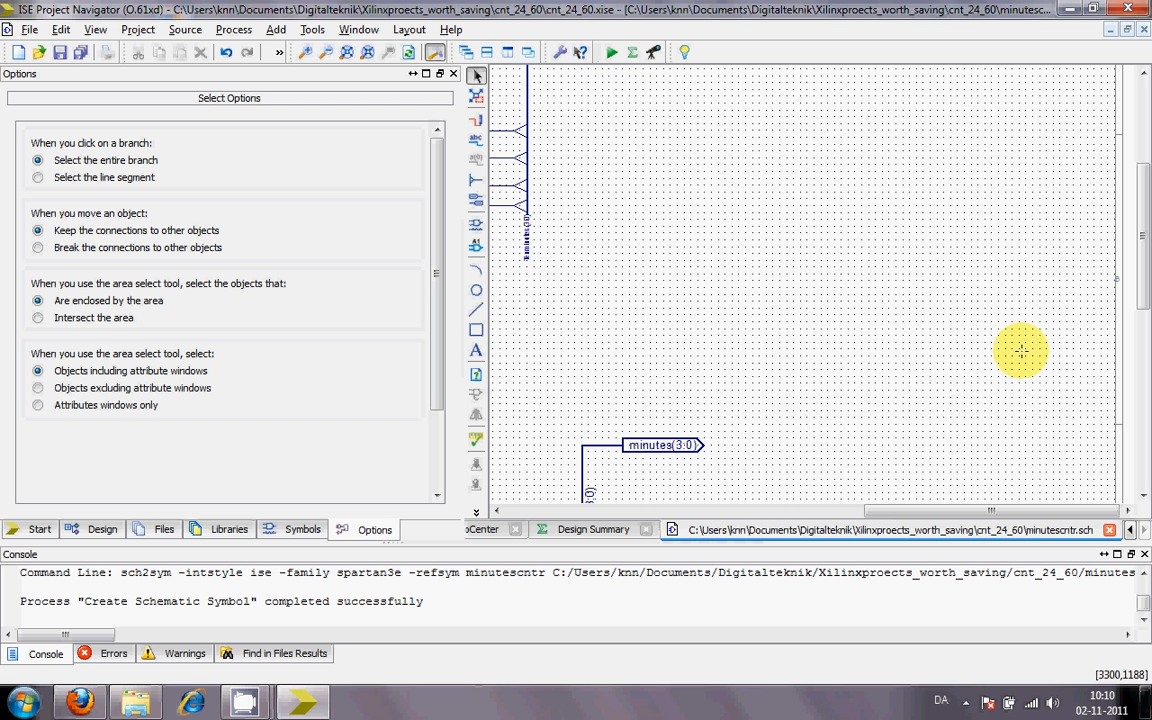 ISE Project Navigator (O.61xd) - C:\Users\knn\Documents\Digitalteknik\Xilinxproects_worth_saving\cnt_24_60\cnt_24_60.xise - [C:\Users\knn\Documents\Digitalteknik\Xilinxproects_worth_saving\cnt_24_60\minutesc...
File Edit View Project Source Process Add Tools Window Layout Help
Options
Select Options
When you click on a branch:
Select the entire branch
Select the line segment
When you move an object:
Keep the connections to other objects
Break the connections to other objects
When you use the area select tool, select the objects that:
Are enclosed by the area
Intersect the area
When you use the area select tool, select:
Objects including attribute windows
Objects excluding attribute windows
Attributes windows only
minutes(3:0)
Start Design Files Libraries Symbols Options
oCenter Design Summary C:\Users\knn\Documents\Digitalteknik\Xilinxproects_worth_saving\cnt_24_60\minutescntr.sch
Console
Command Line: sch2sym -intstyle ise -family spartan3e -refsym minutescntr C:/Users/knn/Documents/Digitalteknik/Xilinxproects_worth_saving/cnt_24_60/minutes
Process "Create Schematic Symbol" completed successfully
Console Errors Warnings Find in Files Results
[3300,1188]
DA
10:10
02-11-2011